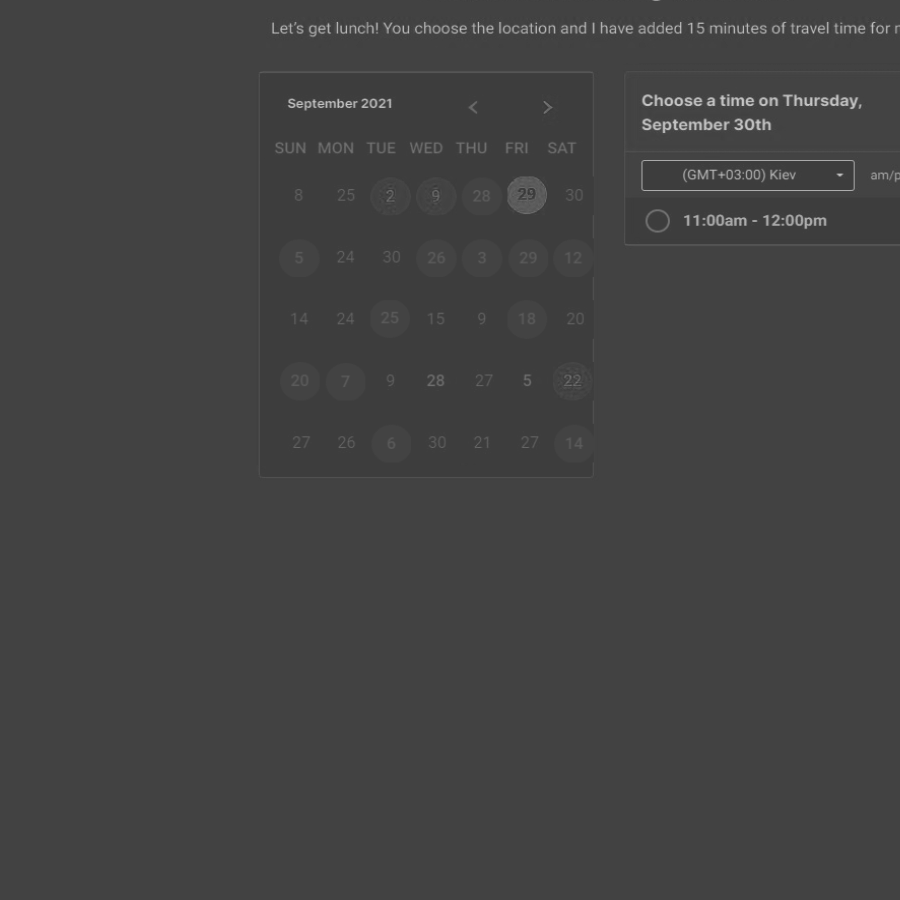 Let's get lunch! You choose the location and I have added 15 minutes of travel time for
September 2021
SUN MON TUE WED THU FRI SAT
8 25 2 9 28 29 30
5 24 30 26 3 29 12
14 24 25 15 9 18 20
20 7 9 28 27 5 22
27 26 6 30 21 27 14
Choose a time on Thursday,
September 30th
(GMT+03:00) Kiev
am/p
11:00am - 12:00pm